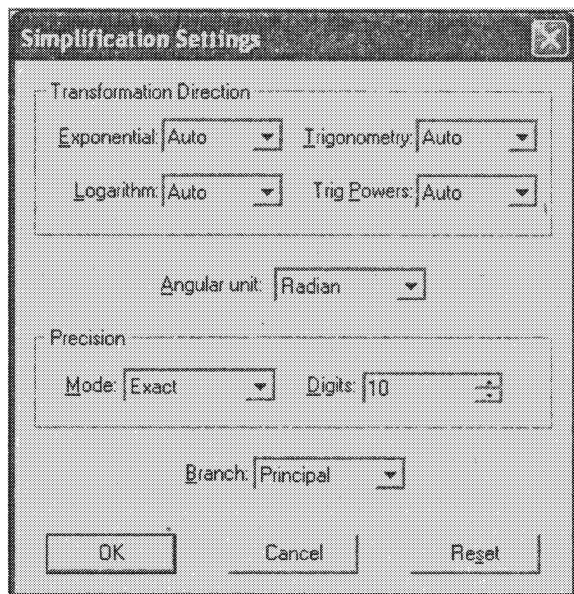 Simplification Settings
Transformation Direction
Exponential: Auto Trigonometry: Auto
Logarithm: Auto Trig Powers: Auto
Angular unit: Radian
Precision
Mode: Exact Digits: 10
Branch: Principal
OK Cancel Reset